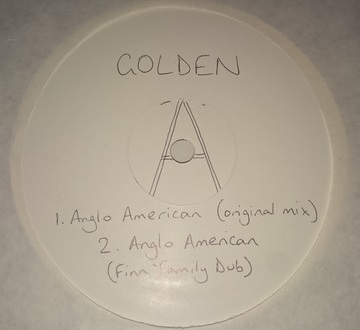 GOLDEN
A
1. Anglo American (original mix)
2. Anglo American
(Finn Family Dub)